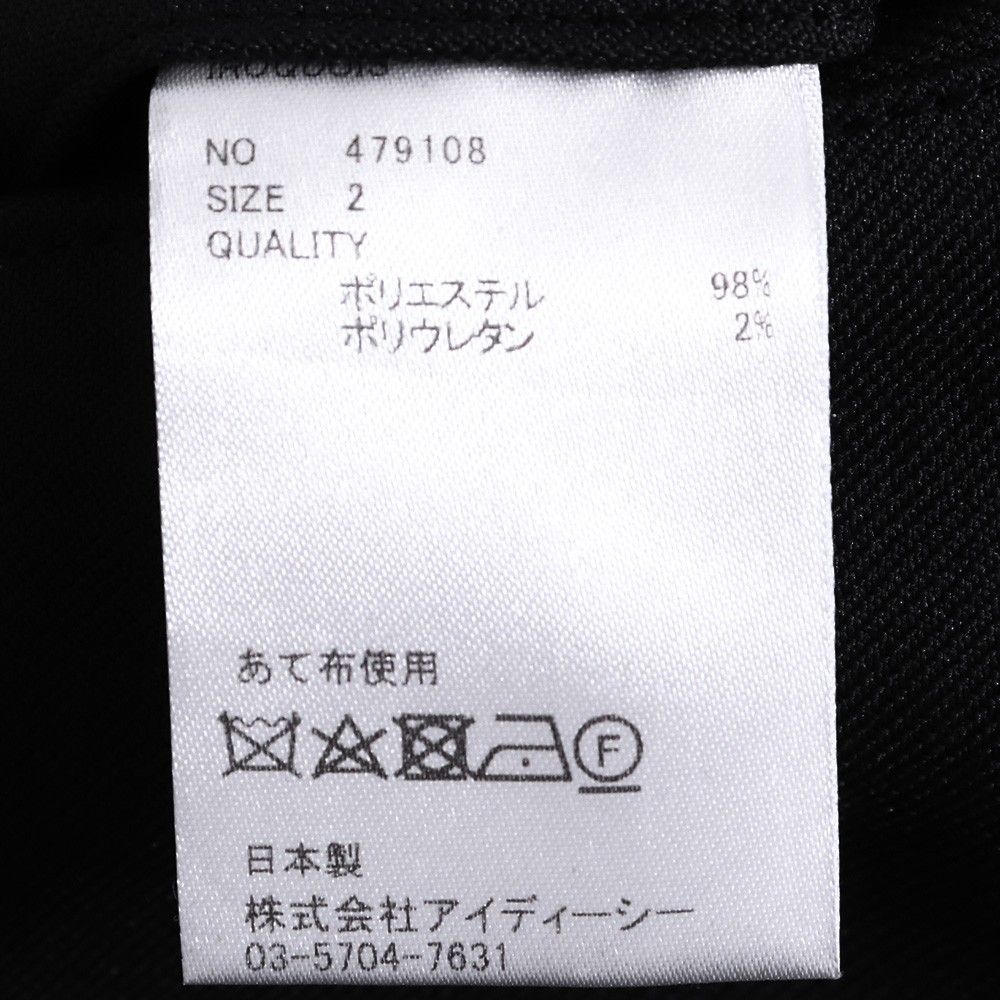 IROQUOIS
NO 479108
SIZE 2
QUALITY
ポリエステル 98%
ポリウレタン 2%
あて布使用
F
日本製
株式会社アイディーシー
03-5704-7631